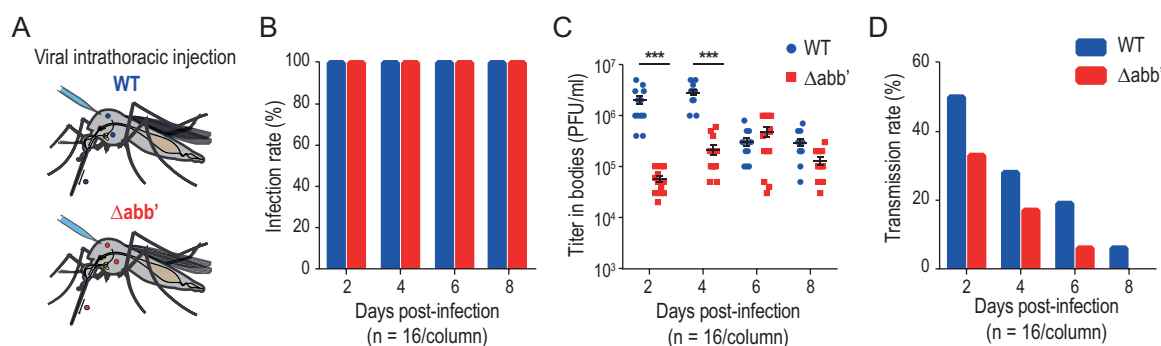 A
Viral intrathoracic injection
WT
Δabb'
B
Infection rate (%)
100
80
60
40
20
0
2 4 6 8
Days post-infection
(n = 16/column)
C
WT
Δabb'
*** ***
Titer in bodies (PFU/ml)
10⁷
10⁶
10⁵
10⁴
10³
2 4 6 8
Days post-infection
(n = 16/column)
D
WT
Δabb'
Transmission rate (%)
60
40
20
0
2 4 6 8
Days post-infection
(n = 16/column)